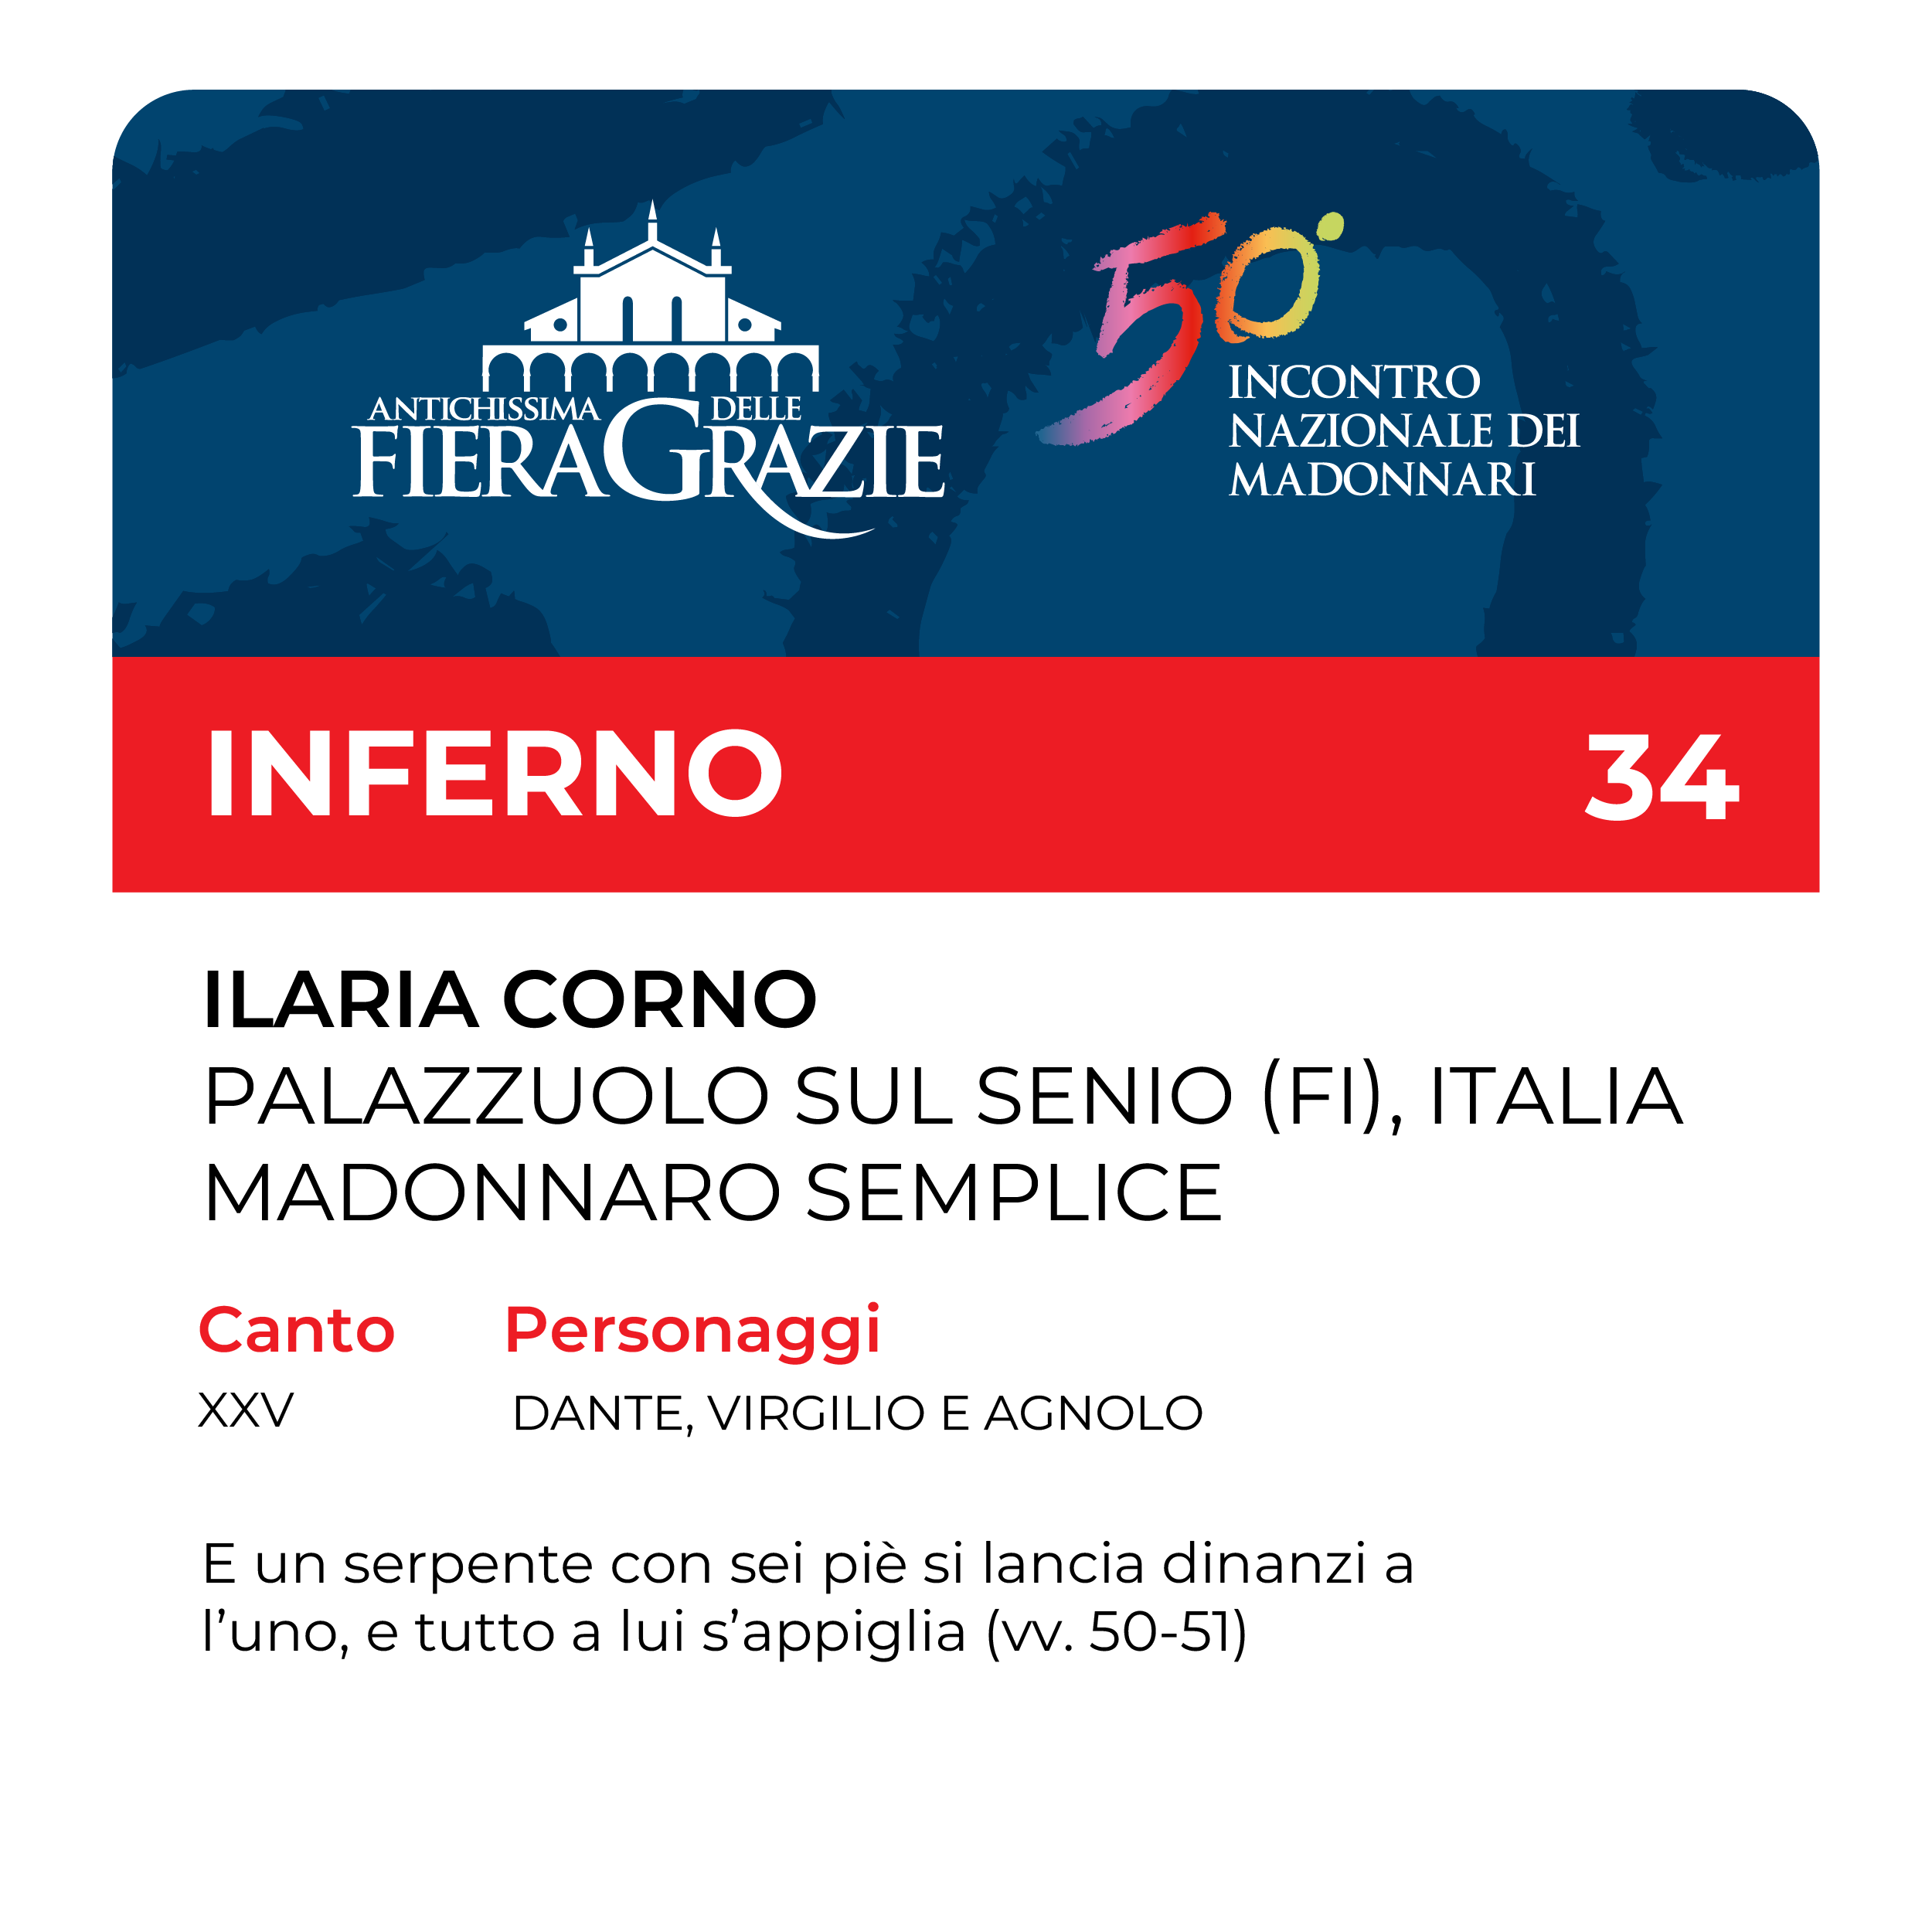 ANTICHISSIMA DELLE
FIERAGRAZIE
50°
INCONTRO
NAZIONALE DEI
MADONNARI
INFERNO 34
ILARIA CORNO
PALAZZUOLO SUL SENIO (FI), ITALIA
MADONNARO SEMPLICE
Canto Personaggi
XXV DANTE, VIRGILIO E AGNOLO
E un serpente con sei piè si lancia dinanzi a
l’uno, e tutto a lui s’appiglia (vv. 50-51)